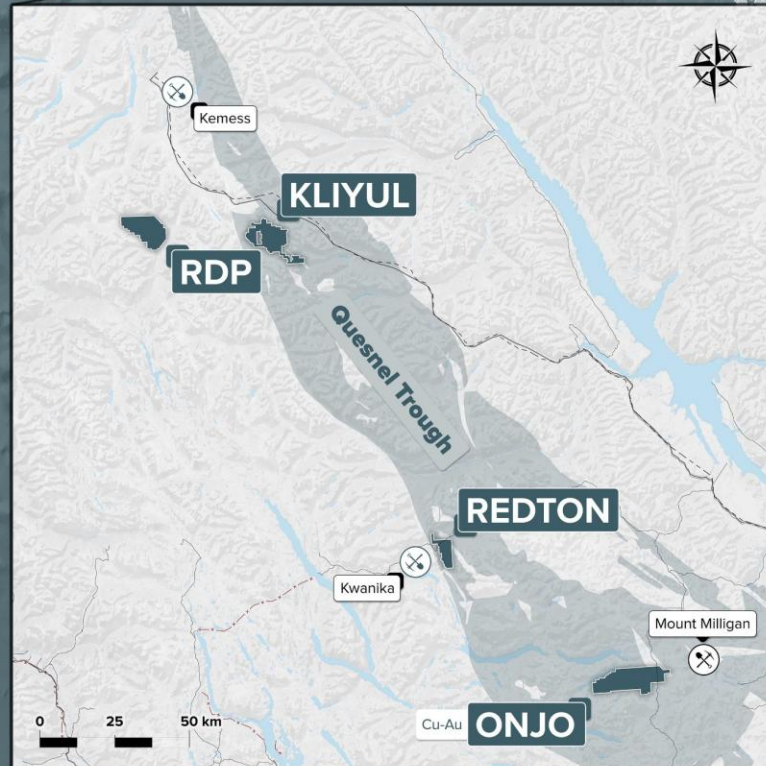 Kemess
KLIYUL
RDP
Quesnel Trough
REDTON
Kwanika
Mount Milligan
Cu-Au ONJO
0 25 50 km